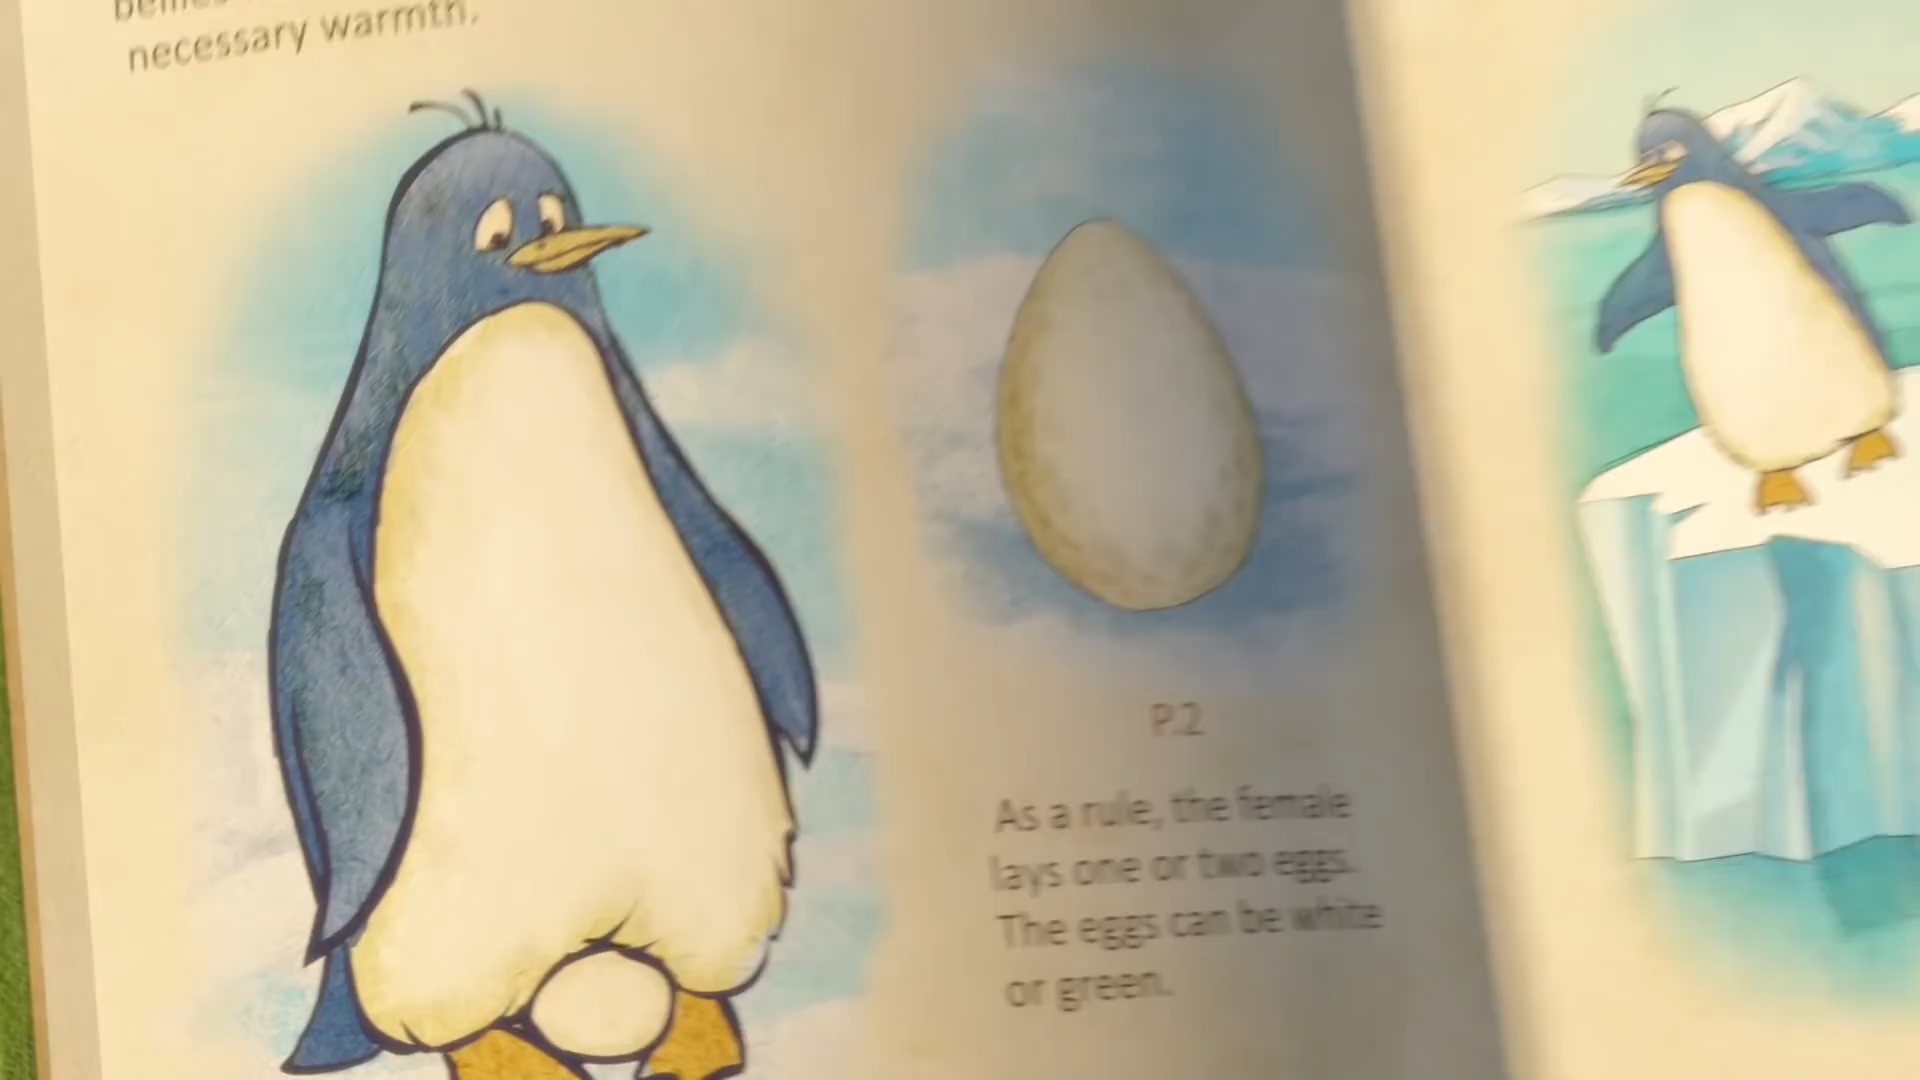 necessary warmth.
P.2
As a rule, the female
lays one or two eggs.
The eggs can be white
or green.